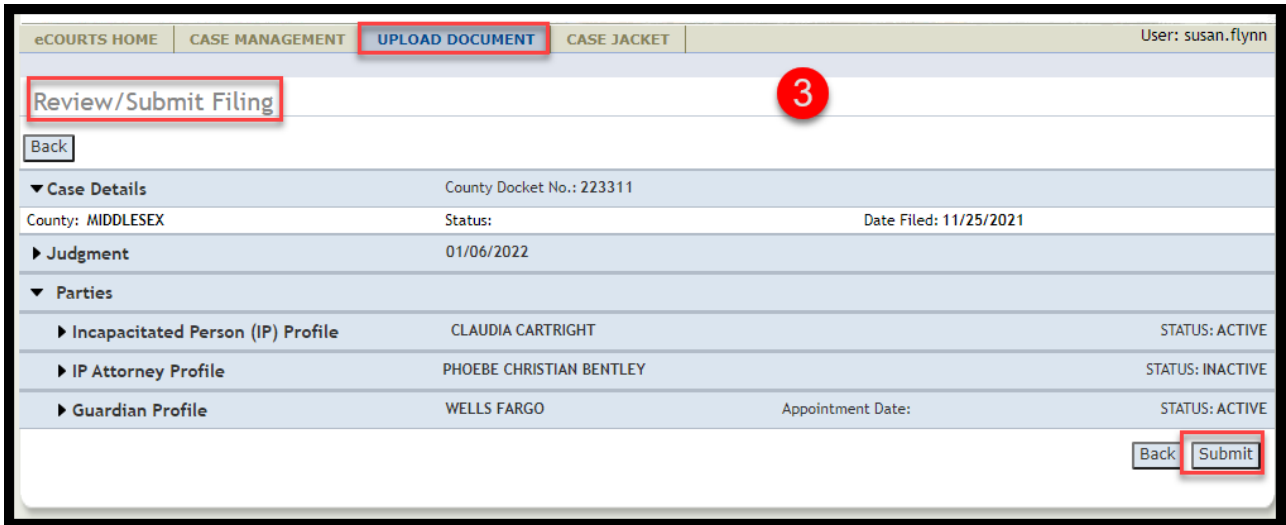 eCOURTS HOME CASE MANAGEMENT UPLOAD DOCUMENT CASE JACKET User: susan.flynn
Review/Submit Filing 3
Back
▼ Case Details County Docket No.: 223311
County: MIDDLESEX Status: Date Filed: 11/25/2021
▶ Judgment 01/06/2022
▼ Parties
▶ Incapacitated Person (IP) Profile CLAUDIA CARTRIGHT STATUS: ACTIVE
▶ IP Attorney Profile PHOEBE CHRISTIAN BENTLEY STATUS: INACTIVE
▶ Guardian Profile WELLS FARGO Appointment Date: STATUS: ACTIVE
Back Submit